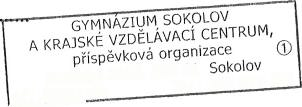 GYMNÁZIUM SOKOLOV
A KRAJSKÉ VZDĚLÁVACÍ CENTRUM,
příspěvková organizace ①
Sokolov